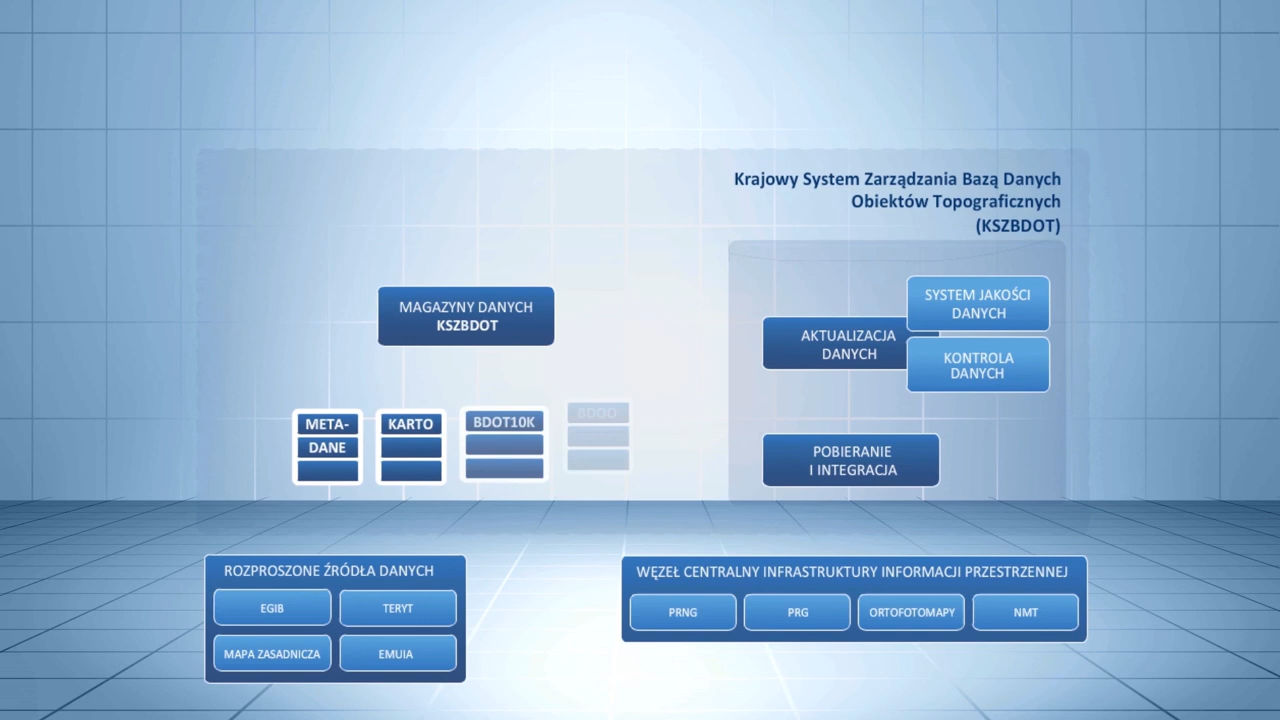 Krajowy System Zarządzania Bazą Danych
Obiektów Topograficznych
(KSZBDOT)
MAGAZYNY DANYCH
KSZBDOT
SYSTEM JAKOŚCI
DANYCH
AKTUALIZACJA
DANYCH
KONTROLA
DANYCH
META-
DANE
KARTO
BDOT10K
BDOO
POBIERANIE
I INTEGRACJA
ROZPROSZONE ŹRÓDŁA DANYCH
EGIB
TERYT
MAPA ZASADNICZA
EMUIA
WĘZEŁ CENTRALNY INFRASTRUKTURY INFORMACJI PRZESTRZENNEJ
PRNG
PRG
ORTOFOTOMAPY
NMT